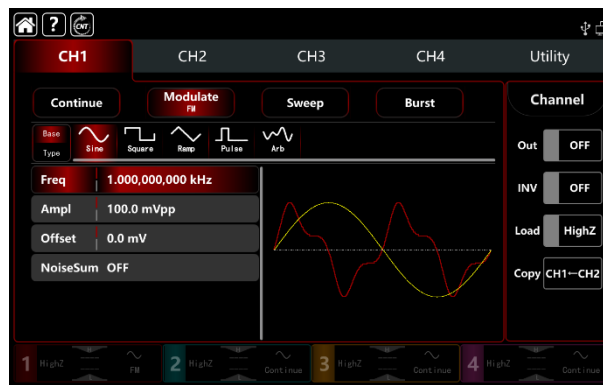 ? CNT
CH1 CH2 CH3 CH4 Utility
Continue Modulate FM Sweep Burst Channel
Base Type Sine Square Ramp Pulse Arb
Out OFF
Freq 1.000,000,000 kHz
INV OFF
Ampl 100.0 mVpp
Offset 0.0 mV
Load HighZ
NoiseSum OFF
Copy CH1←CH2
1 HighZ FM 2 HighZ Continue 3 HighZ Continue 4 HighZ Continue